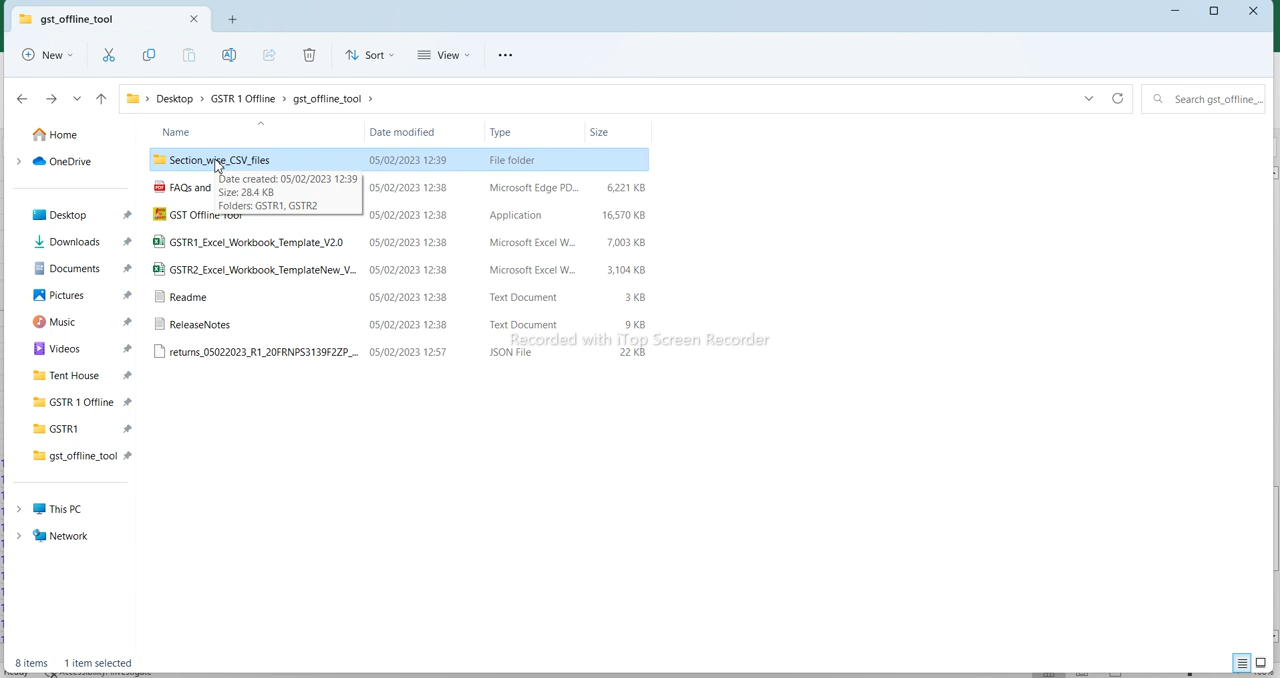 gst_offline_tool
New
Sort
View
Desktop > GSTR 1 Offline > gst_offline_tool >
Search gst_offline_...
Name Date modified Type Size
Home
OneDrive
Desktop
Downloads
Documents
Pictures
Music
Videos
Tent House
GSTR 1 Offline
GSTR1
gst_offline_tool
This PC
Network
Section_wise_CSV_files 05/02/2023 12:39 File folder
Date created: 05/02/2023 12:39
Size: 28.4 KB
Folders: GSTR1, GSTR2
FAQs and 05/02/2023 12:38 Microsoft Edge PD... 6,221 KB
GST Offline Tool 05/02/2023 12:38 Application 16,570 KB
GSTR1_Excel_Workbook_Template_V2.0 05/02/2023 12:38 Microsoft Excel W... 7,003 KB
GSTR2_Excel_Workbook_TemplateNew_V... 05/02/2023 12:38 Microsoft Excel W... 3,104 KB
Readme 05/02/2023 12:38 Text Document 3 KB
ReleaseNotes 05/02/2023 12:38 Text Document 9 KB
returns_05022023_R1_20FRNPS3139F2ZP_... 05/02/2023 12:57 JSON File 22 KB
Recorded with iTop Screen Recorder
8 items 1 item selected